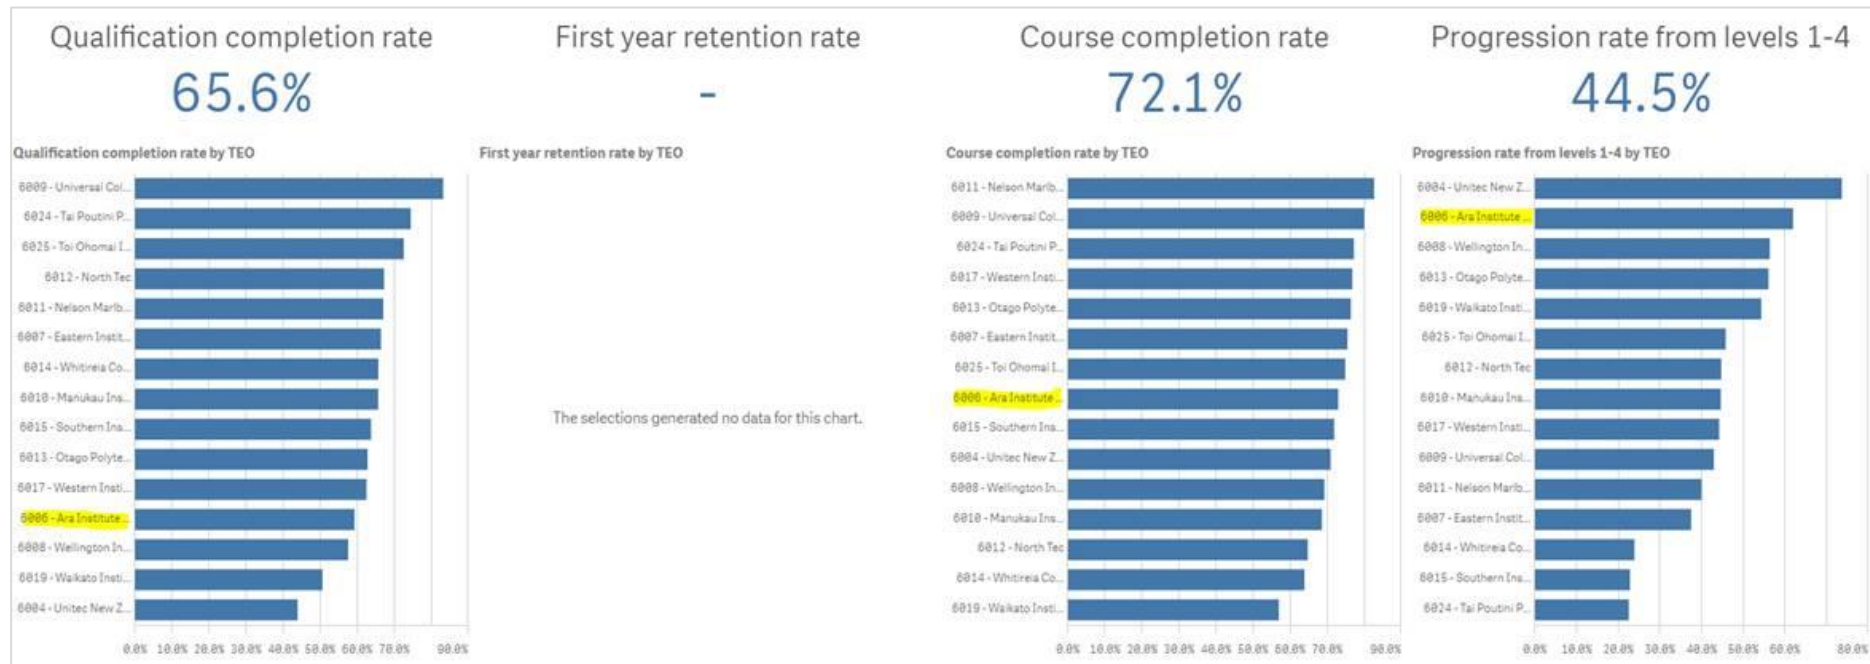 Qualification completion rate
65.6%
Qualification completion rate by TEO
6009 - Universal Col...
6024 - Tai Poutini P...
6025 - Toi Ohomai I...
6012 - North Tec
6011 - Nelson Marlb...
6007 - Eastern Instit...
6014 - Whitireia Co...
6010 - Manukau Ins...
6015 - Southern Ins...
6013 - Otago Polyte...
6017 - Western Insti...
6006 - Ara Institute ...
6008 - Wellington In...
6019 - Waikato Insti...
6004 - Unitec New Z...
0.0% 10.0% 20.0% 30.0% 40.0% 50.0% 60.0% 70.0% 90.0%
First year retention rate
-
First year retention rate by TEO
The selections generated no data for this chart.
Course completion rate
72.1%
Course completion rate by TEO
6011 - Nelson Marlb...
6009 - Universal Col...
6024 - Tai Poutini P...
6017 - Western Insti...
6013 - Otago Polyte...
6007 - Eastern Instit...
6025 - Toi Ohomai I...
6006 - Ara Institute ...
6015 - Southern Ins...
6004 - Unitec New Z...
6008 - Wellington In...
6010 - Manukau Ins...
6012 - North Tec
6014 - Whitireia Co...
6019 - Waikato Insti...
0.0% 10.0% 20.0% 30.0% 40.0% 50.0% 60.0% 70.0% 90.0%
Progression rate from levels 1-4
44.5%
Progression rate from levels 1-4 by TEO
6004 - Unitec New Z...
6006 - Ara Institute ...
6008 - Wellington In...
6013 - Otago Polyte...
6019 - Waikato Insti...
6025 - Toi Ohomai I...
6012 - North Tec
6010 - Manukau Ins...
6017 - Western Insti...
6009 - Universal Col...
6011 - Nelson Marlb...
6007 - Eastern Instit...
6014 - Whitireia Co...
6015 - Southern Ins...
6024 - Tai Poutini P...
0.0% 10.0% 20.0% 30.0% 40.0% 50.0% 60.0% 80.0%